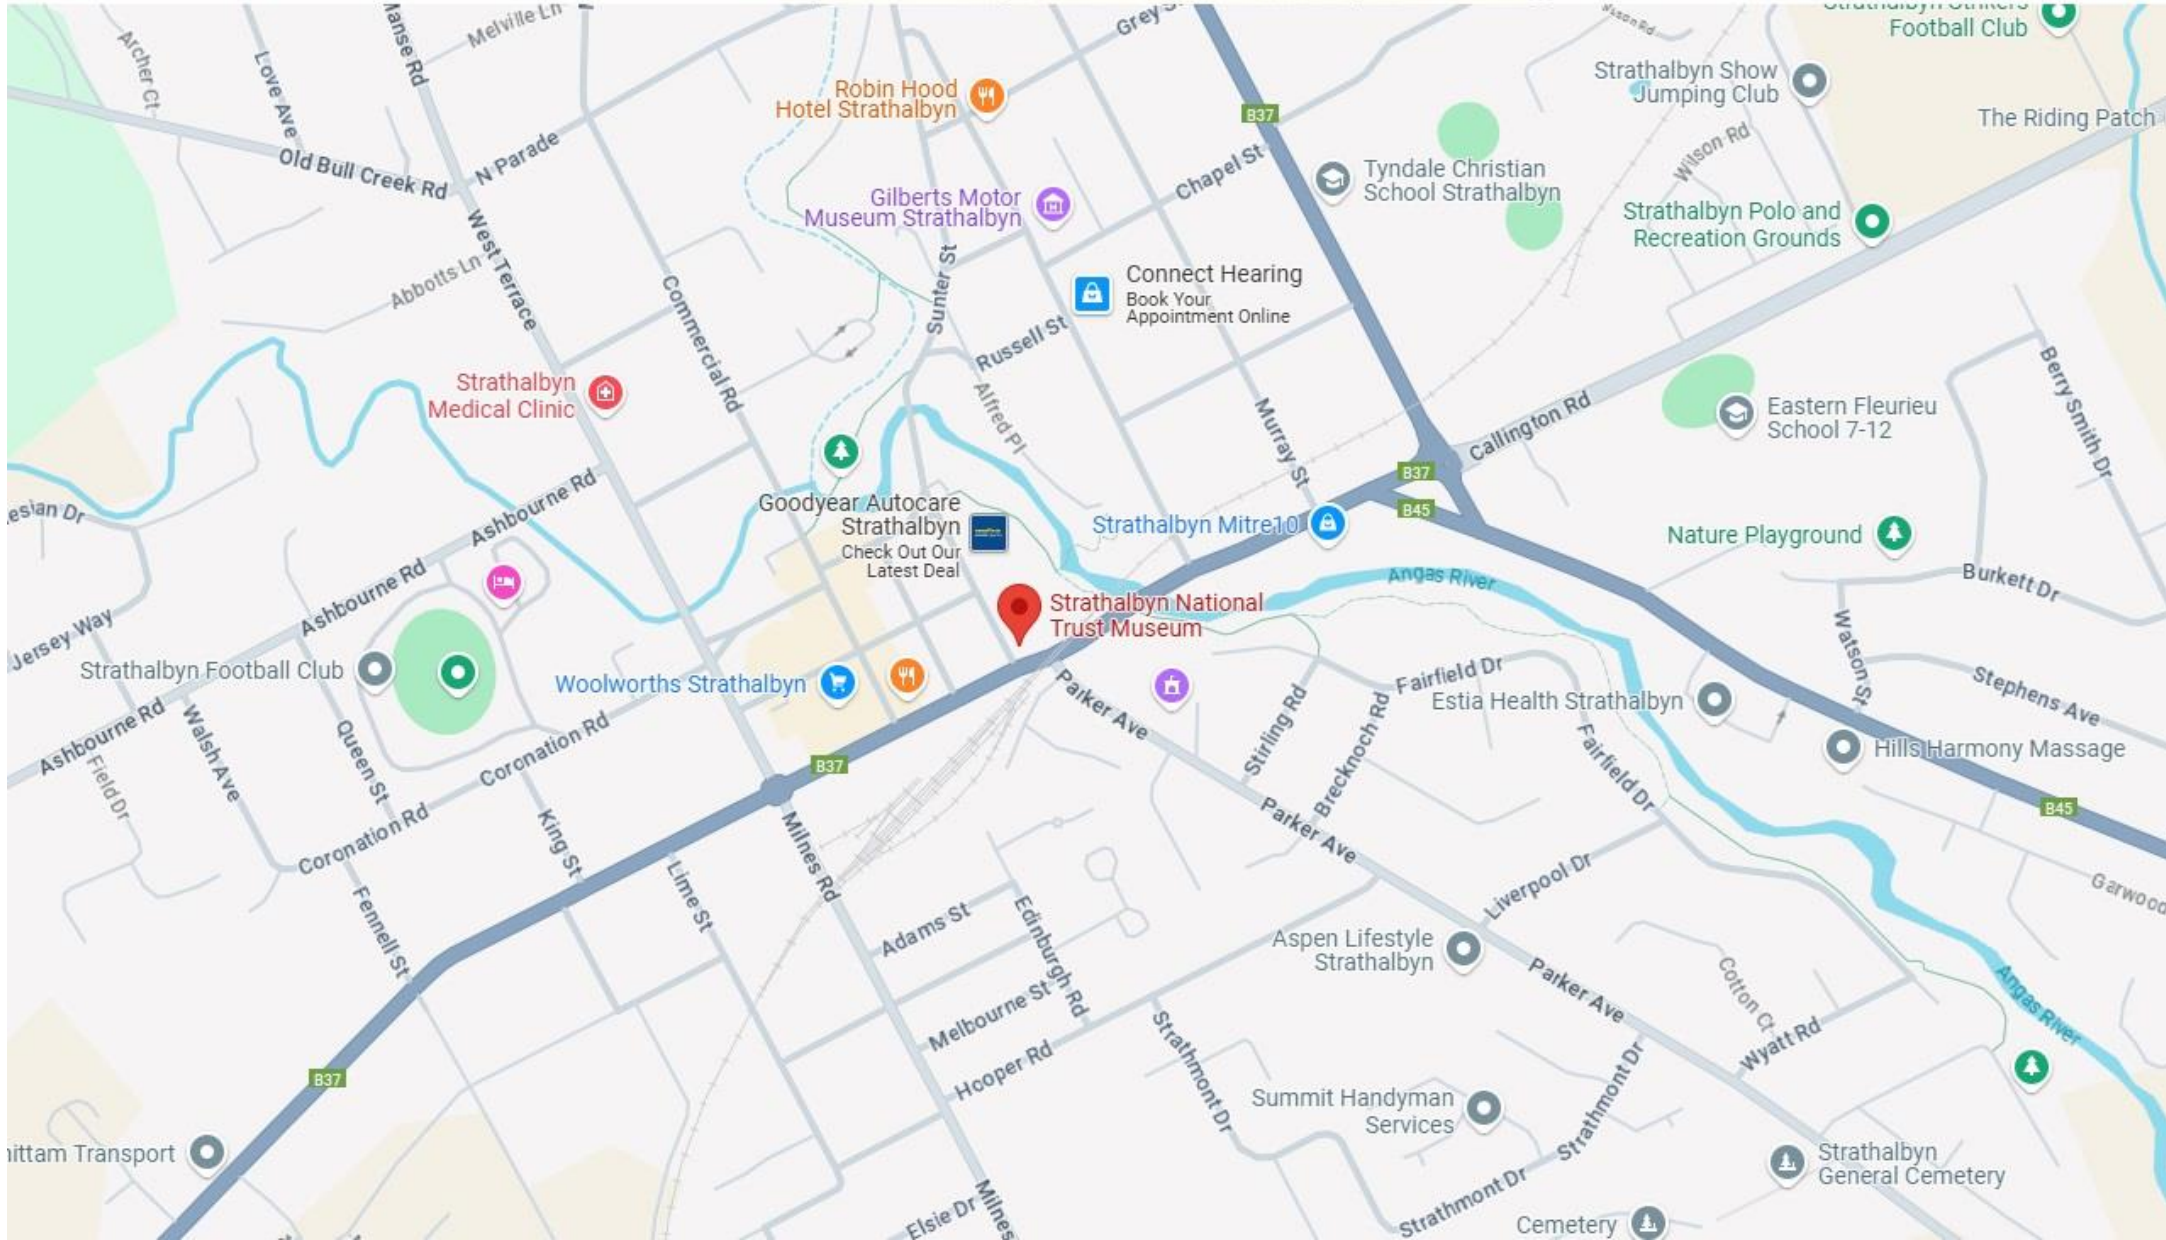 Melville Ln
Grey S
Strathalbyn Strikers
Football Club
Archer Ct
Love Ave
Manse Rd
Robin Hood
Hotel Strathalbyn
B37
Strathalbyn Show
Jumping Club
The Riding Patch
Wilson Rd
Old Bull Creek Rd
N Parade
Chapel St
Tyndale Christian
School Strathalbyn
Gilberts Motor
Museum Strathalbyn
Strathalbyn Polo and
Recreation Grounds
West Terrace
Abbotts Ln
Commercial Rd
Sunter St
Connect Hearing
Book Your
Appointment Online
Russell St
Alfred Pl
Murray St
Strathalbyn
Medical Clinic
Callington Rd
Eastern Fleurieu
School 7-12
Berry Smith Dr
B37
B45
esian Dr
Ashbourne Rd
Goodyear Autocare
Strathalbyn
Check Out Our
Latest Deal
Strathalbyn Mitre10
Nature Playground
Angas River
Burkett Dr
Ashbourne Rd
Strathalbyn National
Trust Museum
Jersey Way
Strathalbyn Football Club
Woolworths Strathalbyn
Parker Ave
Fairfield Dr
Estia Health Strathalbyn
Watson St
Stephens Ave
Ashbourne Rd
Field Dr
Walsh Ave
Queen St
Coronation Rd
Stirling Rd
Brecknoch Rd
Fairfield Dr
Hills Harmony Massage
B37
B45
Coronation Rd
King St
Lime St
Milnes Rd
Parker Ave
Liverpool Dr
Garwood
Fennell St
Adams St
Edinburgh Rd
Aspen Lifestyle
Strathalbyn
Parker Ave
Cotton Ct
Angas River
Melbourne St
Hooper Rd
Strathmont Dr
Wyatt Rd
B37
Summit Handyman
Services
Strathmont Dr
hittam Transport
Strathalbyn
General Cemetery
Strathmont Dr
Elsie Dr
Milnes
Cemetery